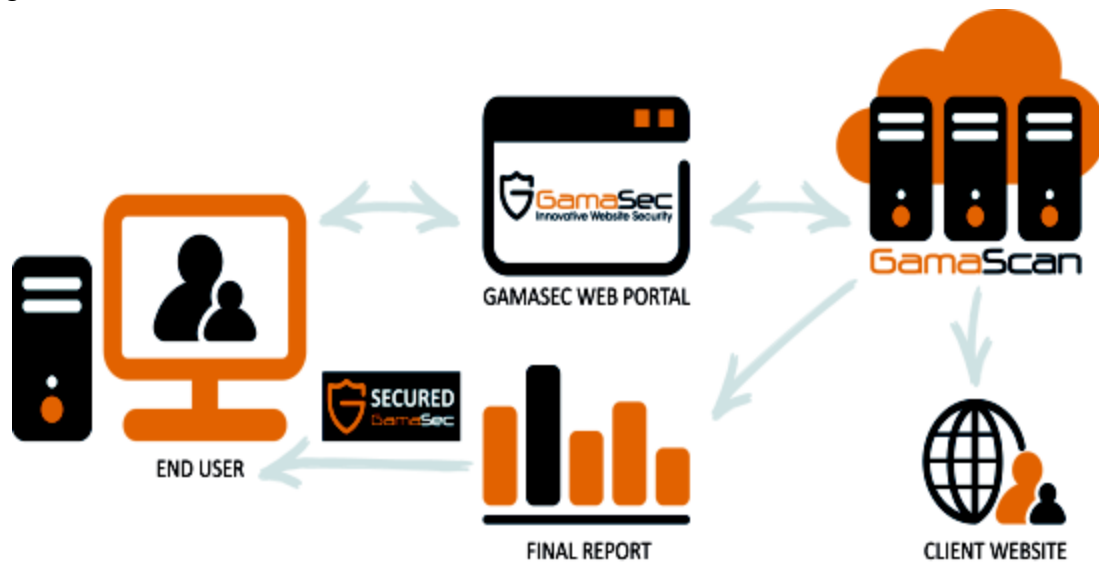 GamaSec
Innovative Website Security
GAMASEC WEB PORTAL
GamaScan
SECURED
GamaSec
END USER
FINAL REPORT
CLIENT WEBSITE